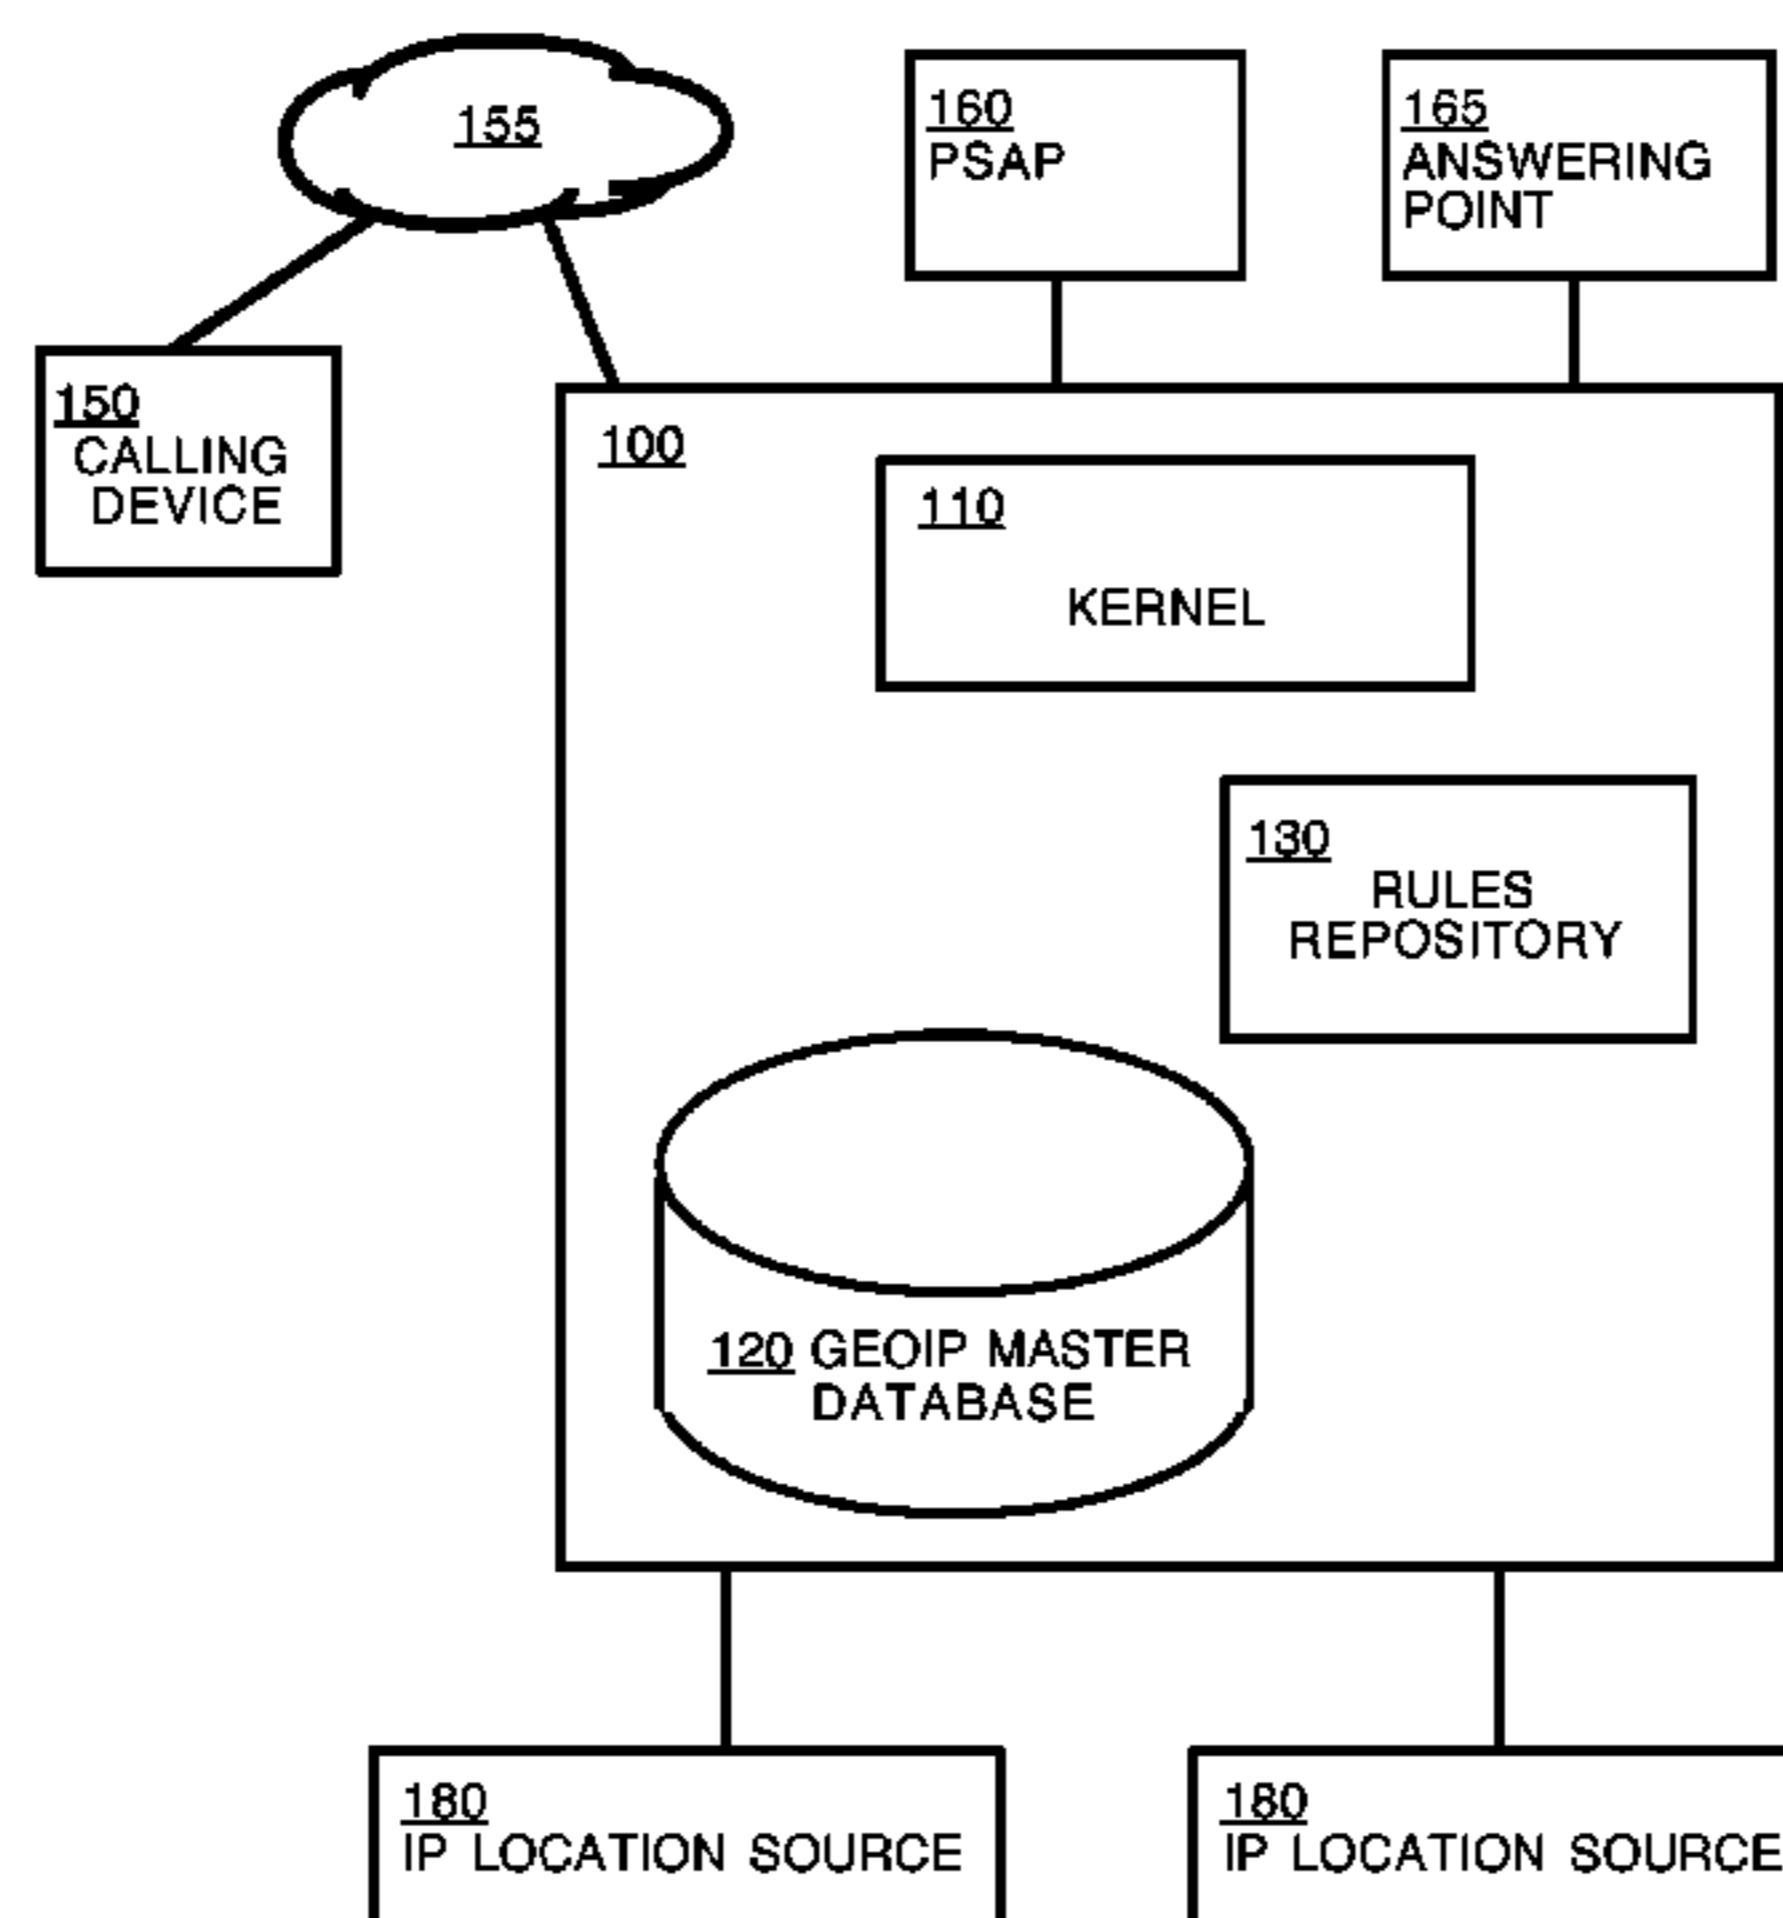 155
160
PSAP
165
ANSWERING
POINT
150
CALLING
DEVICE
100
110
KERNEL
130
RULES
REPOSITORY
120 GEOIP MASTER
DATABASE
180
IP LOCATION SOURCE
180
IP LOCATION SOURCE